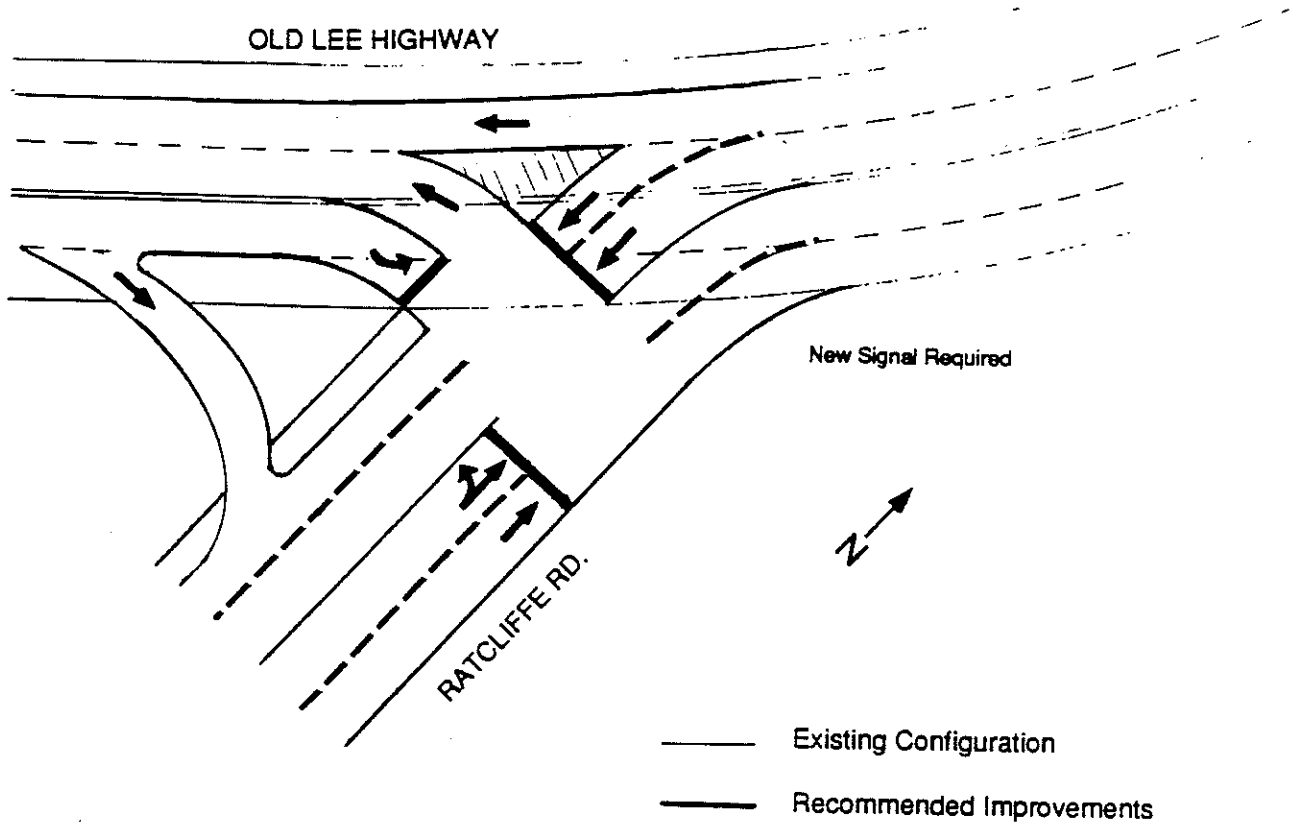 OLD LEE HIGHWAY
New Signal Required
N
RATCLIFFE RD.
Existing Configuration
Recommended Improvements